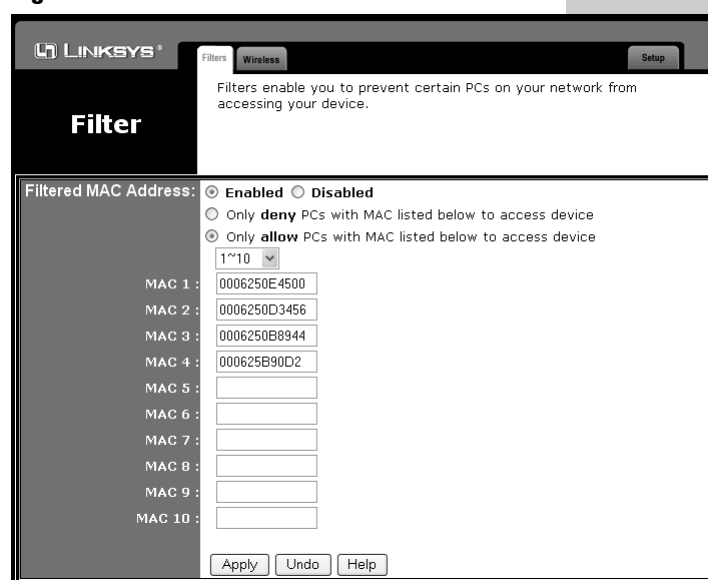 LINKSYS®
Filters Wireless Setup
Filter
Filters enable you to prevent certain PCs on your network from
accessing your device.
Filtered MAC Address: Enabled Disabled
Only deny PCs with MAC listed below to access device
Only allow PCs with MAC listed below to access device
1~10
MAC 1 : 0006250E4500
MAC 2 : 0006250D3456
MAC 3 : 0006250B8944
MAC 4 : 000625B90D2
MAC 5 :
MAC 6 :
MAC 7 :
MAC 8 :
MAC 9 :
MAC 10 :
Apply Undo Help